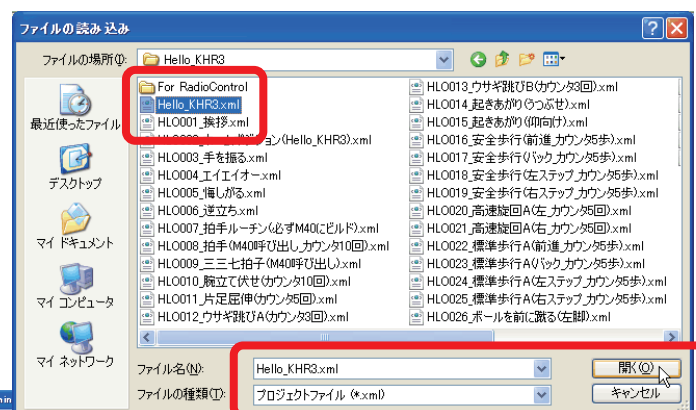 ファイルの読み込み
ファイルの場所(I):
Hello_KHR3
最近使ったファイル
デスクトップ
マイ ドキュメント
マイ コンピュータ
マイ ネットワーク
For RadioControl
Hello_KHR3.xml
HLO001_挨拶.xml
ション(Hello_KHR3).xml
HLO003_手を振る.xml
HLO004_エイエイオー.xml
HLO005_悔しがる.xml
HLO006_逆立ち.xml
HLO007_拍手ルーチン(必ずM40にビルド).xml
HLO008_拍手(M40呼び出し_カウンタ10回).xml
HLO009_三三七拍子(M40呼び出し).xml
HLO010_腕立て伏せ(カウンタ10回).xml
HLO011_片足屈伸(カウンタ5回).xml
HLO012_ウサギ跳びA(カウンタ3回).xml
HLO013_ウサギ跳びB(カウンタ3回).xml
HLO014_起きあがり(うつぶせ).xml
HLO015_起きあがり(仰向け).xml
HLO016_安全歩行(前進_カウンタ5歩).xml
HLO017_安全歩行(バック_カウンタ5歩).xml
HLO018_安全歩行(左ステップ_カウンタ5歩).xml
HLO019_安全歩行(右ステップ_カウンタ5歩).xml
HLO020_高速旋回A(左_カウンタ5回).xml
HLO021_高速旋回A(右_カウンタ5回).xml
HLO022_標準歩行A(前進_カウンタ5歩).xml
HLO023_標準歩行A(バック_カウンタ5歩).xml
HLO024_標準歩行A(左ステップ_カウンタ5歩).xml
HLO025_標準歩行A(右ステップ_カウンタ5歩).xml
HLO026_ボールを前に蹴る(左脚).xml
ファイル名(N):
Hello_KHR3.xml
開く(O)
ファイルの種類(T):
プロジェクトファイル (*.xml)
キャンセル